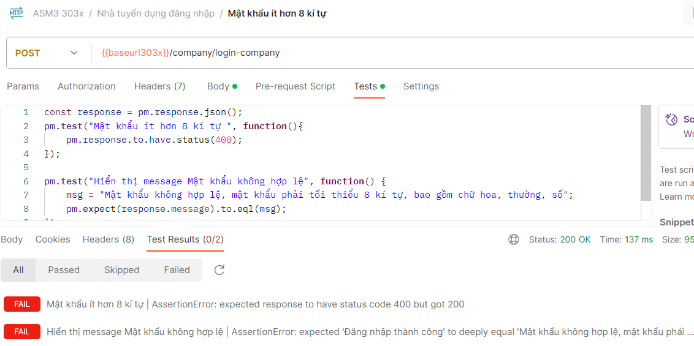 HTTP ASM3 303x / Nhà tuyển dụng đăng nhập / Mật khẩu ít hơn 8 kí tự
POST {{baseurl303x}}/company/login-company
Params Authorization Headers (7) Body Pre-request Script Tests Settings
1 const response = pm.response.json();
2 pm.test("Mật khẩu ít hơn 8 kí tự ", function(){
3 pm.response.to.have.status(400);
4 });
5
6 pm.test("Hiển thị message Mật khẩu không hợp lệ", function() {
7 msg = "Mật khẩu không hợp lệ, mật khẩu phải tối thiểu 8 kí tự, bao gồm chữ hoa, thường, số";
8 pm.expect(response.message).to.eql(msg);
Sc
Wr
Test scri
are run a
Learn mo
Snippet
Body Cookies Headers (8) Test Results (0/2) Status: 200 OK Time: 137 ms Size: 95
All Passed Skipped Failed
FAIL Mật khẩu ít hơn 8 kí tự | AssertionError: expected response to have status code 400 but got 200
FAIL Hiển thị message Mật khẩu không hợp lệ | AssertionError: expected 'Đăng nhập thành công' to deeply equal 'Mật khẩu không hợp lệ, mật khẩu phải ...